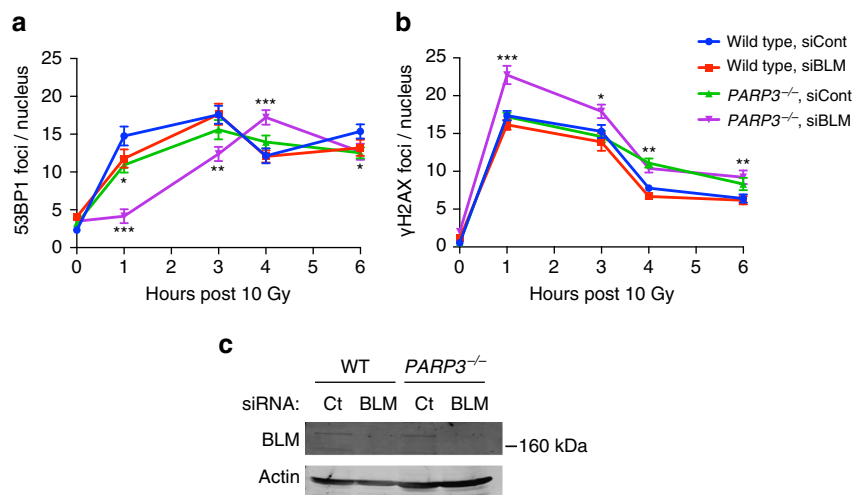 a
53BP1 foci / nucleus
25
20
15
10
5
0
***
*
***
**
*
0 1 2 3 4 5 6
Hours post 10 Gy
b
γH2AX foci / nucleus
25
20
15
10
5
0
***
*
**
**
0 1 2 3 4 5 6
Hours post 10 Gy
Wild type, siCont
Wild type, siBLM
PARP3–/–, siCont
PARP3–/–, siBLM
c
WT PARP3–/–
siRNA: Ct BLM Ct BLM
BLM
–160 kDa
Actin